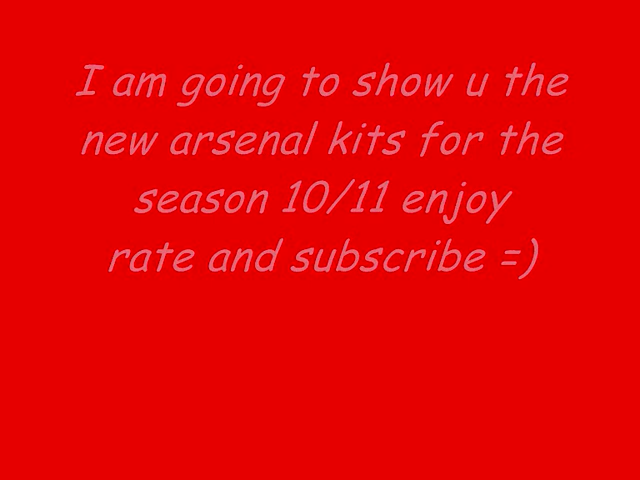 I am going to show u the
new arsenal kits for the
season 10/11 enjoy
rate and subscribe =)